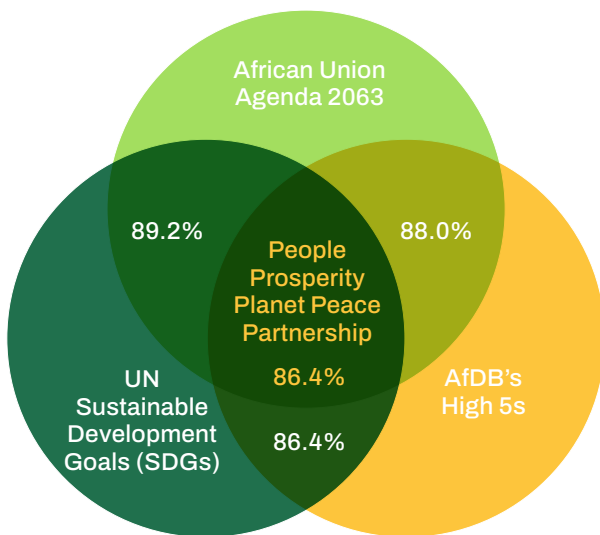 African Union
Agenda 2063
89.2%
88.0%
People
Prosperity
Planet Peace
Partnership
86.4%
UN
Sustainable
Development
Goals (SDGs)
AfDB's
High 5s
86.4%